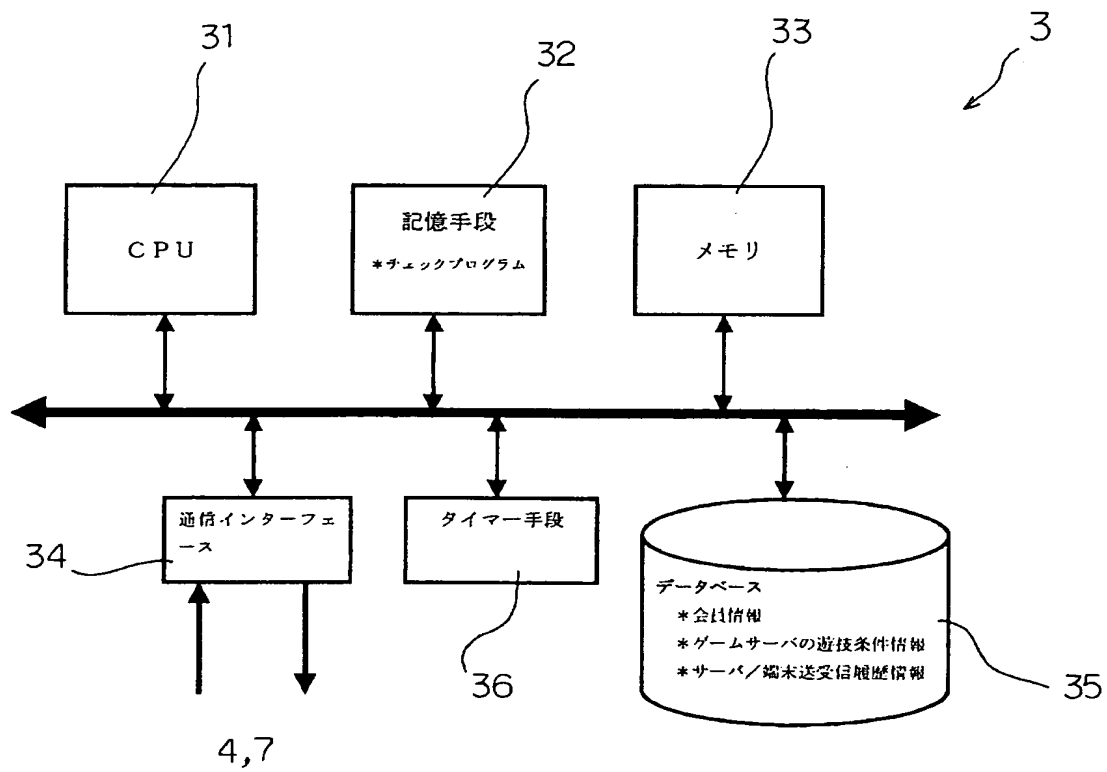 31
32
33
3
CPU
記憶手段
*チェックプログラム
メモリ
通信インターフェ
ース
タイマー手段
34
36
データベース
*会員情報
*ゲームサーバの遊技条件情報
*サーバ/端末送受信履歴情報
35
4,7